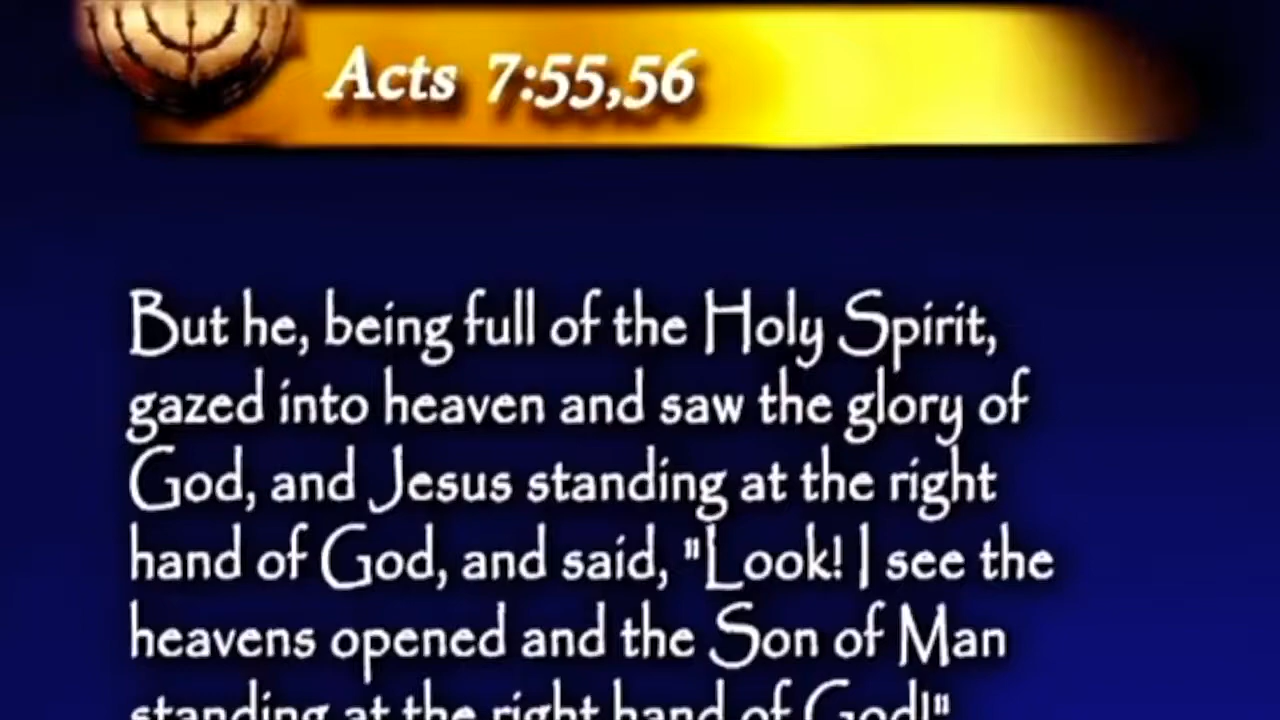 Acts 7:55,56
But he, being full of the Holy Spirit,
gazed into heaven and saw the glory of
God, and Jesus standing at the right
hand of God, and said, "Look! I see the
heavens opened and the Son of Man
standing at the right hand of God!"